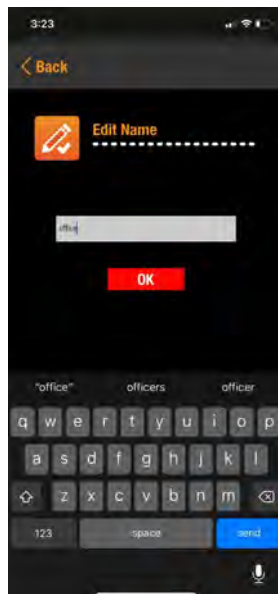 3:23
Back
Edit Name
office
OK
"office" officers officer
q w e r t y u i o p
a s d f g h j k l
z x c v b n m
123 space send